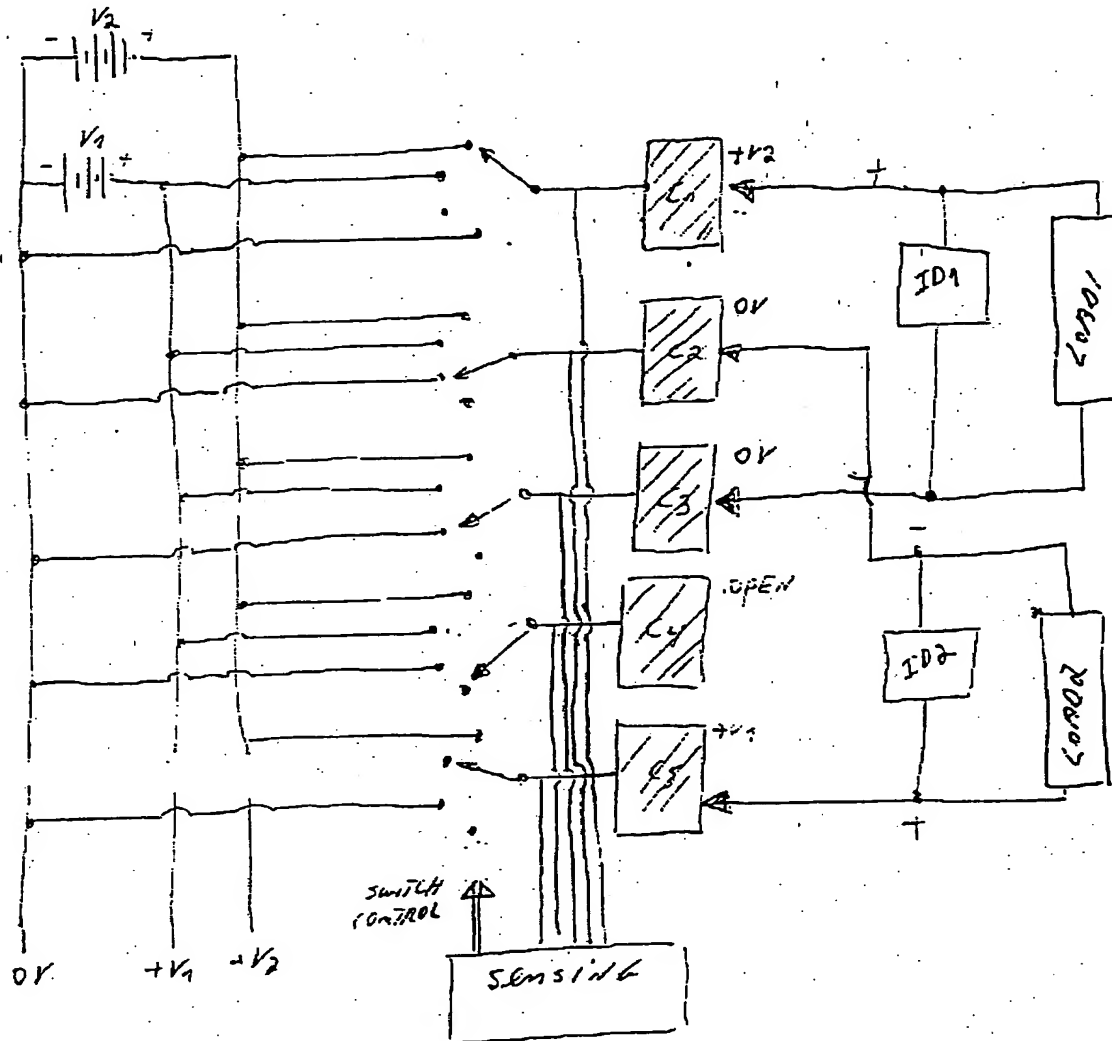 V2
- +
V1
- +
+V2
C1
+
ID1
LOAD1
0V
C2
0V
C3
-
OPEN
C4
ID2
LOAD2
+V1
C5
+
SWITCH
CONTROL
0V +V1 +V2
SENSING